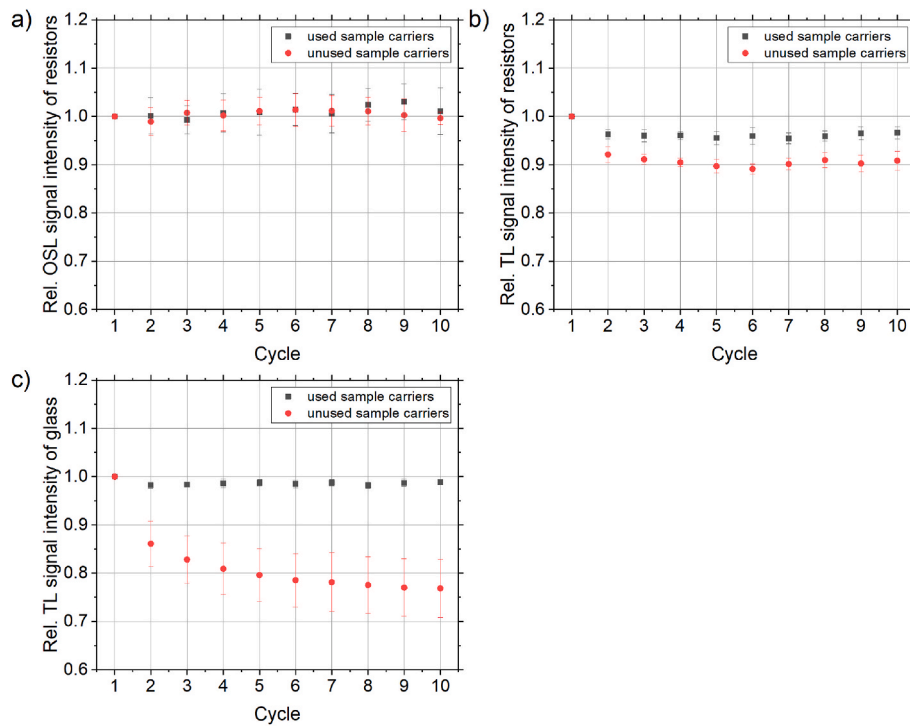 a)
Rel. OSL signal intensity of resistors
1.2
1.1
1.0
0.9
0.8
0.7
0.6
used sample carriers
unused sample carriers
1 2 3 4 5 6 7 8 9 10
Cycle
b)
Rel. TL signal intensity of resistors
1.2
1.1
1.0
0.9
0.8
0.7
0.6
used sample carriers
unused sample carriers
1 2 3 4 5 6 7 8 9 10
Cycle
c)
Rel. TL signal intensity of glass
1.2
1.1
1.0
0.9
0.8
0.7
0.6
used sample carriers
unused sample carriers
1 2 3 4 5 6 7 8 9 10
Cycle